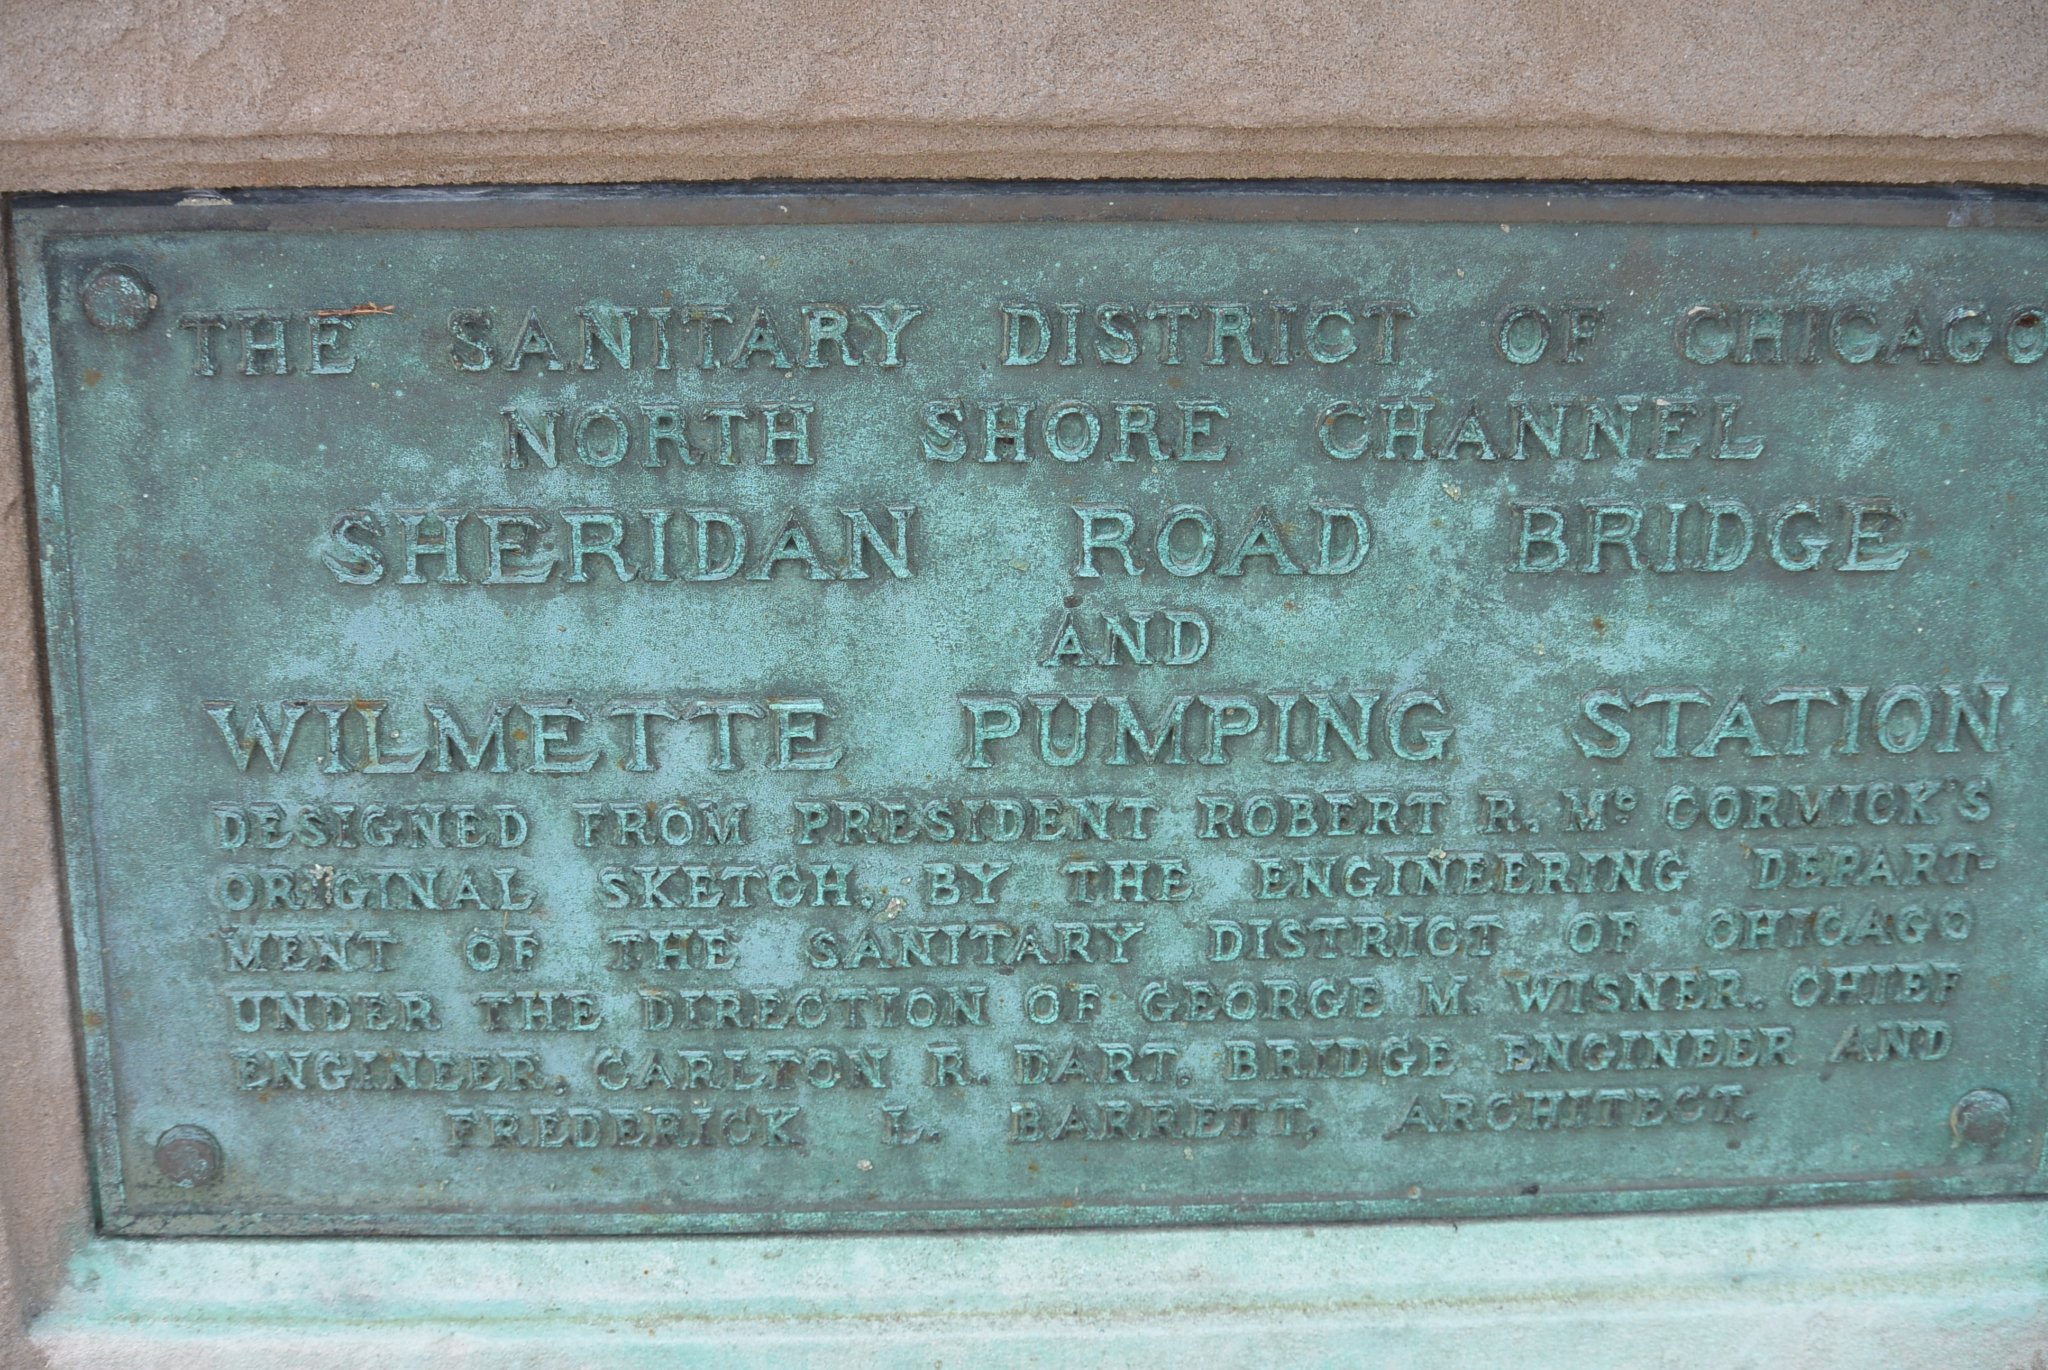 THE SANITARY DISTRICT OF CHICAGO
NORTH SHORE CHANNEL
SHERIDAN ROAD BRIDGE
AND
WILMETTE PUMPING STATION
DESIGNED FROM PRESIDENT ROBERT R. Mc CORMICK'S
ORIGINAL SKETCH, BY THE ENGINEERING DEPART-
MENT OF THE SANITARY DISTRICT OF CHICAGO
UNDER THE DIRECTION OF GEORGE M. WISNER, CHIEF
ENGINEER, CARLTON R. DART, BRIDGE ENGINEER AND
FREDERICK L. BARRETT, ARCHITECT.